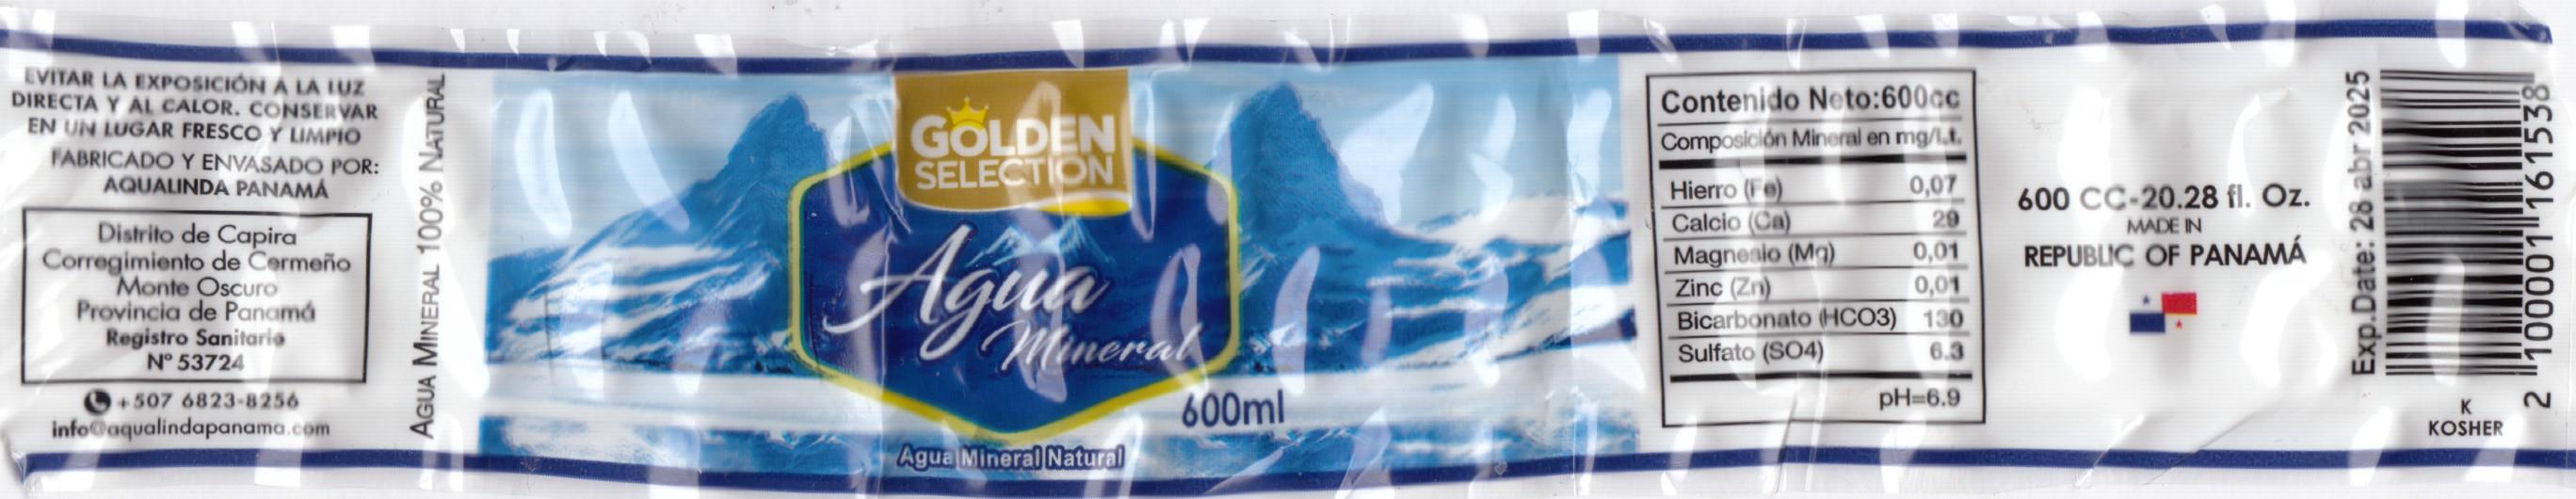 EVITAR LA EXPOSICIÓN A LA LUZ
DIRECTA Y AL CALOR. CONSERVAR
EN UN LUGAR FRESCO Y LIMPIO
FABRICADO Y ENVASADO POR:
AQUALINDA PANAMÁ
Distrito de Capira
Corregimiento de Cermeño
Monte Oscuro
Provincia de Panamá
Registro Sanitario
N° 53724
+507 6823-8256
info@aqualindapanama.com
AGUA MINERAL 100% NATURAL
GOLDEN
SELECTION
Agua
Mineral
600ml
Agua Mineral Natural
Contenido Neto:600cc
Composición Mineral en mg/Lt.
Hierro (Fe) 0,07
Calcio (Ca) 29
Magnesio (Mg) 0,01
Zinc (Zn) 0,01
Bicarbonato (HCO3) 130
Sulfato (SO4) 6.3
pH=6.9
600 CC-20.28 fl. Oz.
MADE IN
REPUBLIC OF PANAMÁ
Exp.Date: 28 abr 2025
2 100001 161538
K
KOSHER